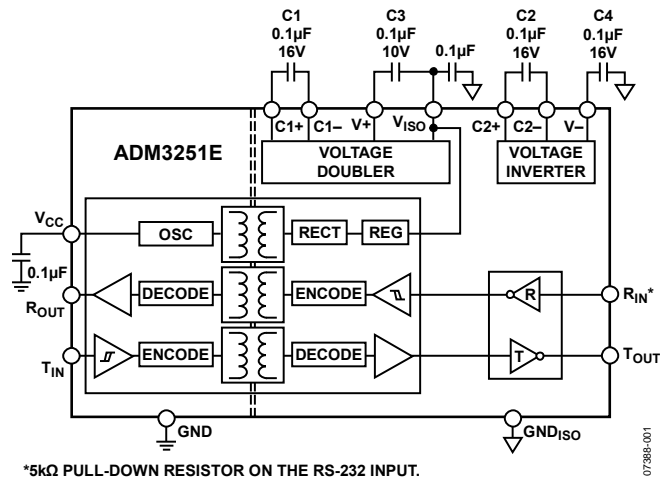 C1
0.1µF
16V
C3
0.1µF
10V
0.1µF
C2
0.1µF
16V
C4
0.1µF
16V
C1+ C1– V+ VISO C2+ C2– V–
ADM3251E
VOLTAGE
DOUBLER
VOLTAGE
INVERTER
VCC
OSC RECT REG
0.1µF
ROUT
DECODE ENCODE R RIN*
TIN
ENCODE DECODE T TOUT
GND GNDISO
*5kΩ PULL-DOWN RESISTOR ON THE RS-232 INPUT.
07388-001